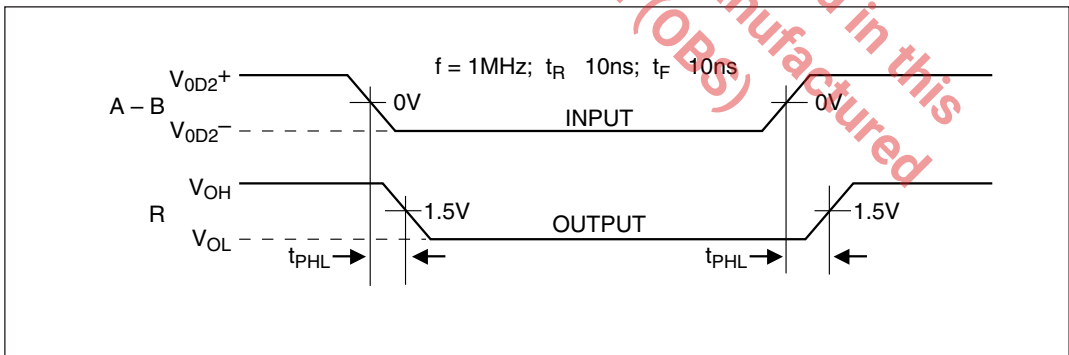 d in this
nufactured
(OBS)
f = 1MHz; tR 10ns; tF 10ns
V0D2+
A – B
V0D2–
0V
INPUT
0V
VOH
R
VOL
1.5V
OUTPUT
1.5V
tPHL
tPHL